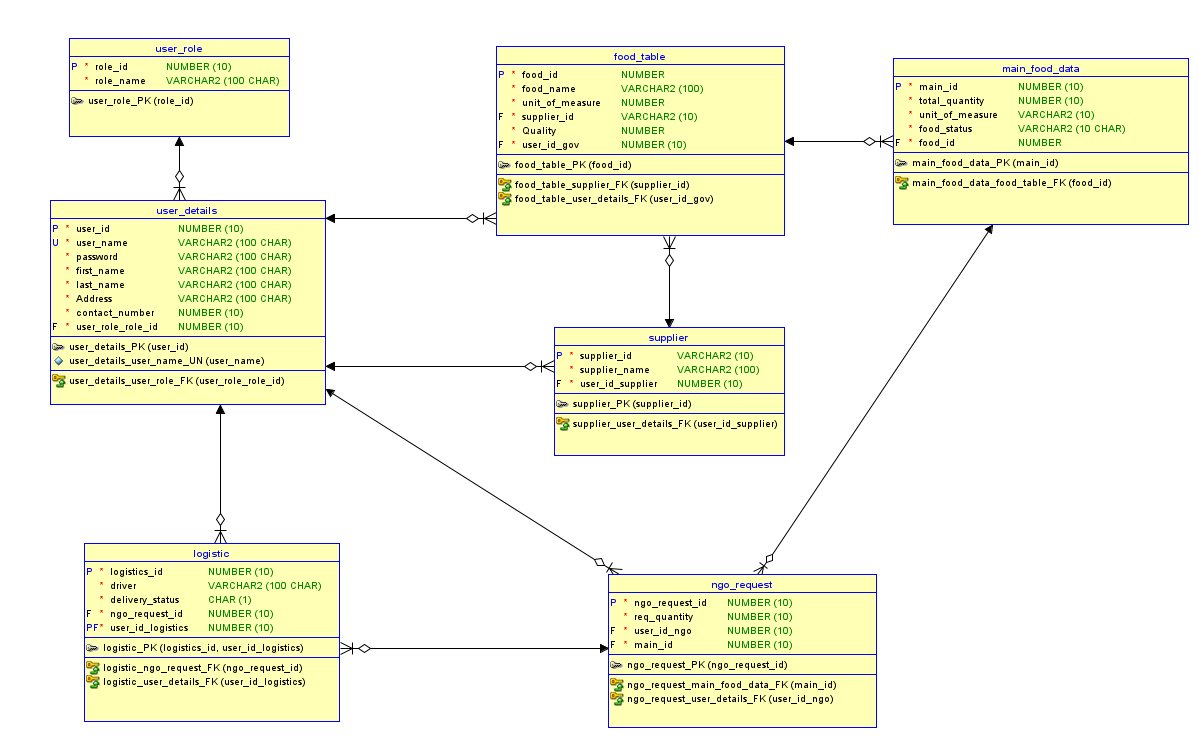 user_role
P * role_id NUMBER (10)
* role_name VARCHAR2 (100 CHAR)
user_role_PK (role_id)
food_table
P * food_id NUMBER
* food_name VARCHAR2 (100)
* unit_of_measure NUMBER
F * supplier_id VARCHAR2 (10)
* Quality NUMBER
F * user_id_gov NUMBER (10)
food_table_PK (food_id)
food_table_supplier_FK (supplier_id)
food_table_user_details_FK (user_id_gov)
main_food_data
P * main_id NUMBER (10)
* total_quantity NUMBER (10)
* unit_of_measure VARCHAR2 (10)
* food_status VARCHAR2 (10 CHAR)
F * food_id NUMBER
main_food_data_PK (main_id)
main_food_data_food_table_FK (food_id)
user_details
P * user_id NUMBER (10)
U * user_name VARCHAR2 (100 CHAR)
* password VARCHAR2 (100 CHAR)
* first_name VARCHAR2 (100 CHAR)
* last_name VARCHAR2 (100 CHAR)
* Address VARCHAR2 (100 CHAR)
* contact_number NUMBER (10)
F * user_role_role_id NUMBER (10)
user_details_PK (user_id)
user_details_user_name_UN (user_name)
user_details_user_role_FK (user_role_role_id)
supplier
P * supplier_id VARCHAR2 (10)
* supplier_name VARCHAR2 (100)
F * user_id_supplier NUMBER (10)
supplier_PK (supplier_id)
supplier_user_details_FK (user_id_supplier)
logistic
P * logistics_id NUMBER (10)
* driver VARCHAR2 (100 CHAR)
* delivery_status CHAR (1)
F * ngo_request_id NUMBER (10)
PF* user_id_logistics NUMBER (10)
logistic_PK (logistics_id, user_id_logistics)
logistic_ngo_request_FK (ngo_request_id)
logistic_user_details_FK (user_id_logistics)
ngo_request
P * ngo_request_id NUMBER (10)
* req_quantity NUMBER (10)
F * user_id_ngo NUMBER (10)
F * main_id NUMBER (10)
ngo_request_PK (ngo_request_id)
ngo_request_main_food_data_FK (main_id)
ngo_request_user_details_FK (user_id_ngo)